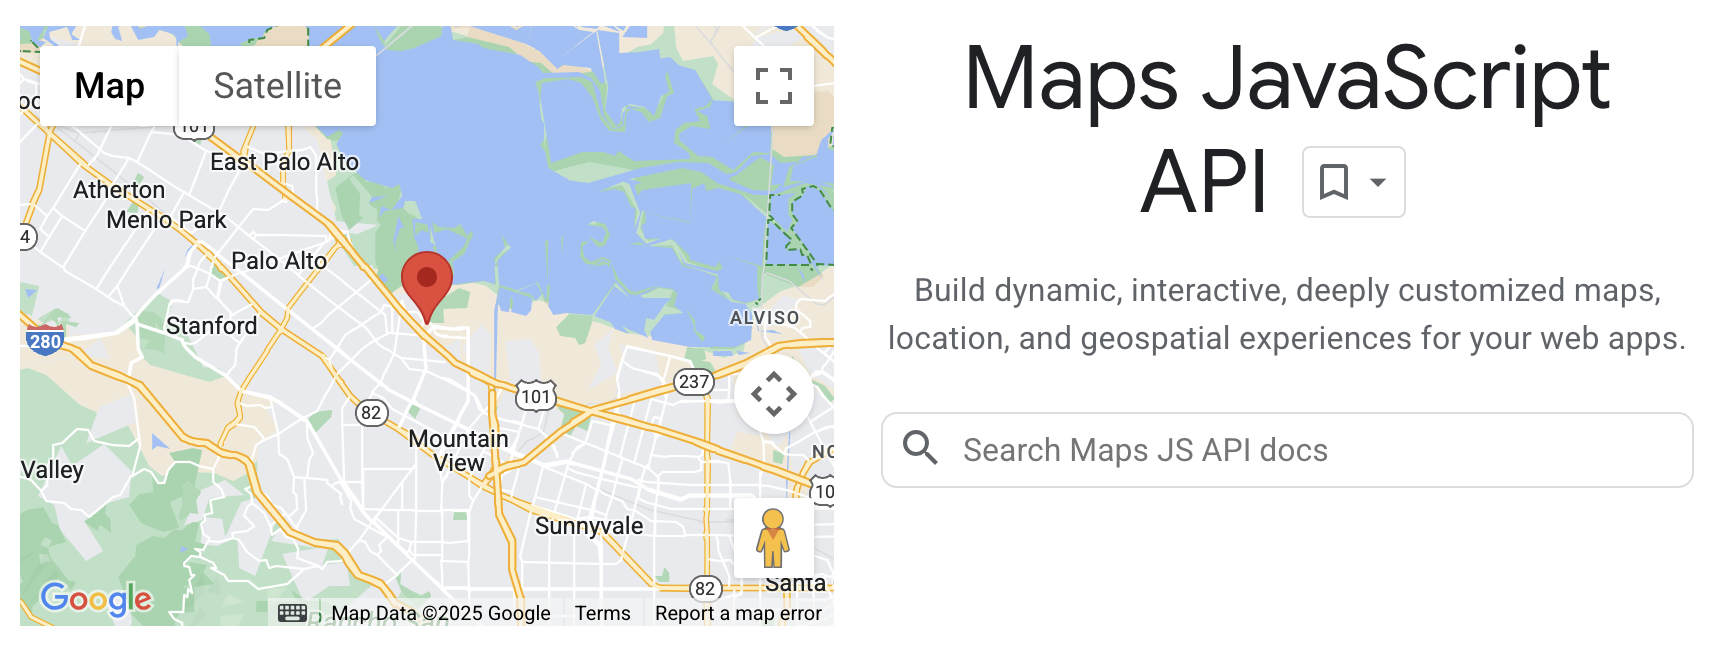 Map
Satellite
101
East Palo Alto
Atherton
Menlo Park
4
Palo Alto
Stanford
280
ALVISO
237
101
82
Mountain
View
Valley
Sunnyvale
82
Santa
Google
Map Data ©2025 Google
Terms
Report a map error
Maps JavaScript
API
Build dynamic, interactive, deeply customized maps,
location, and geospatial experiences for your web apps.
Search Maps JS API docs